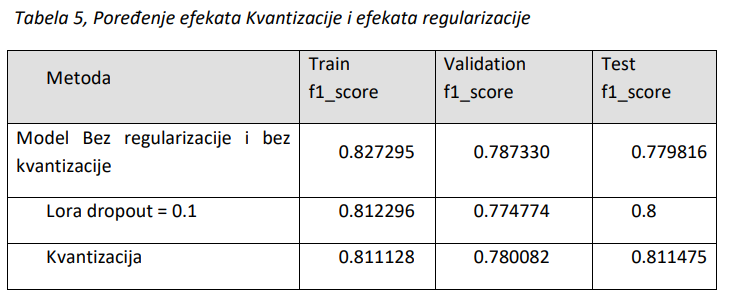 Tabela 5, Poređenje efekata Kvantizacije i efekata regularizacije
Metoda
Train
f1_score
Validation
f1_score
Test
f1_score
Model Bez regularizacije i bez
kvantizacije
0.827295
0.787330
0.779816
Lora dropout = 0.1
0.812296
0.774774
0.8
Kvantizacija
0.811128
0.780082
0.811475